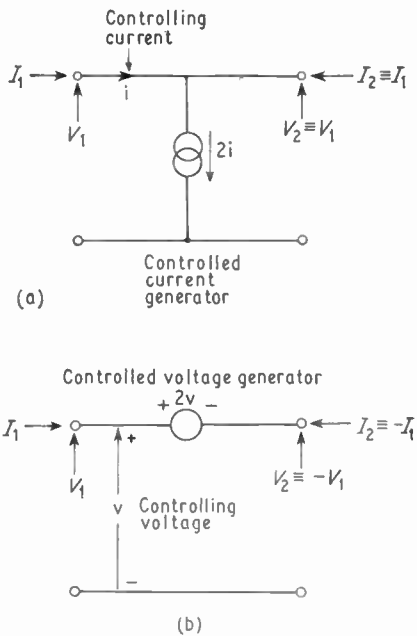 Controlling
current
I₁
i
I₂≡I₁
V₁
V₂≡V₁
2i
Controlled
current
generator
(a)
Controlled voltage generator
+ 2v −
I₁
+
I₂≡ -I₁
V₁
V₂≡ -V₁
v
Controlling
voltage
−
(b)